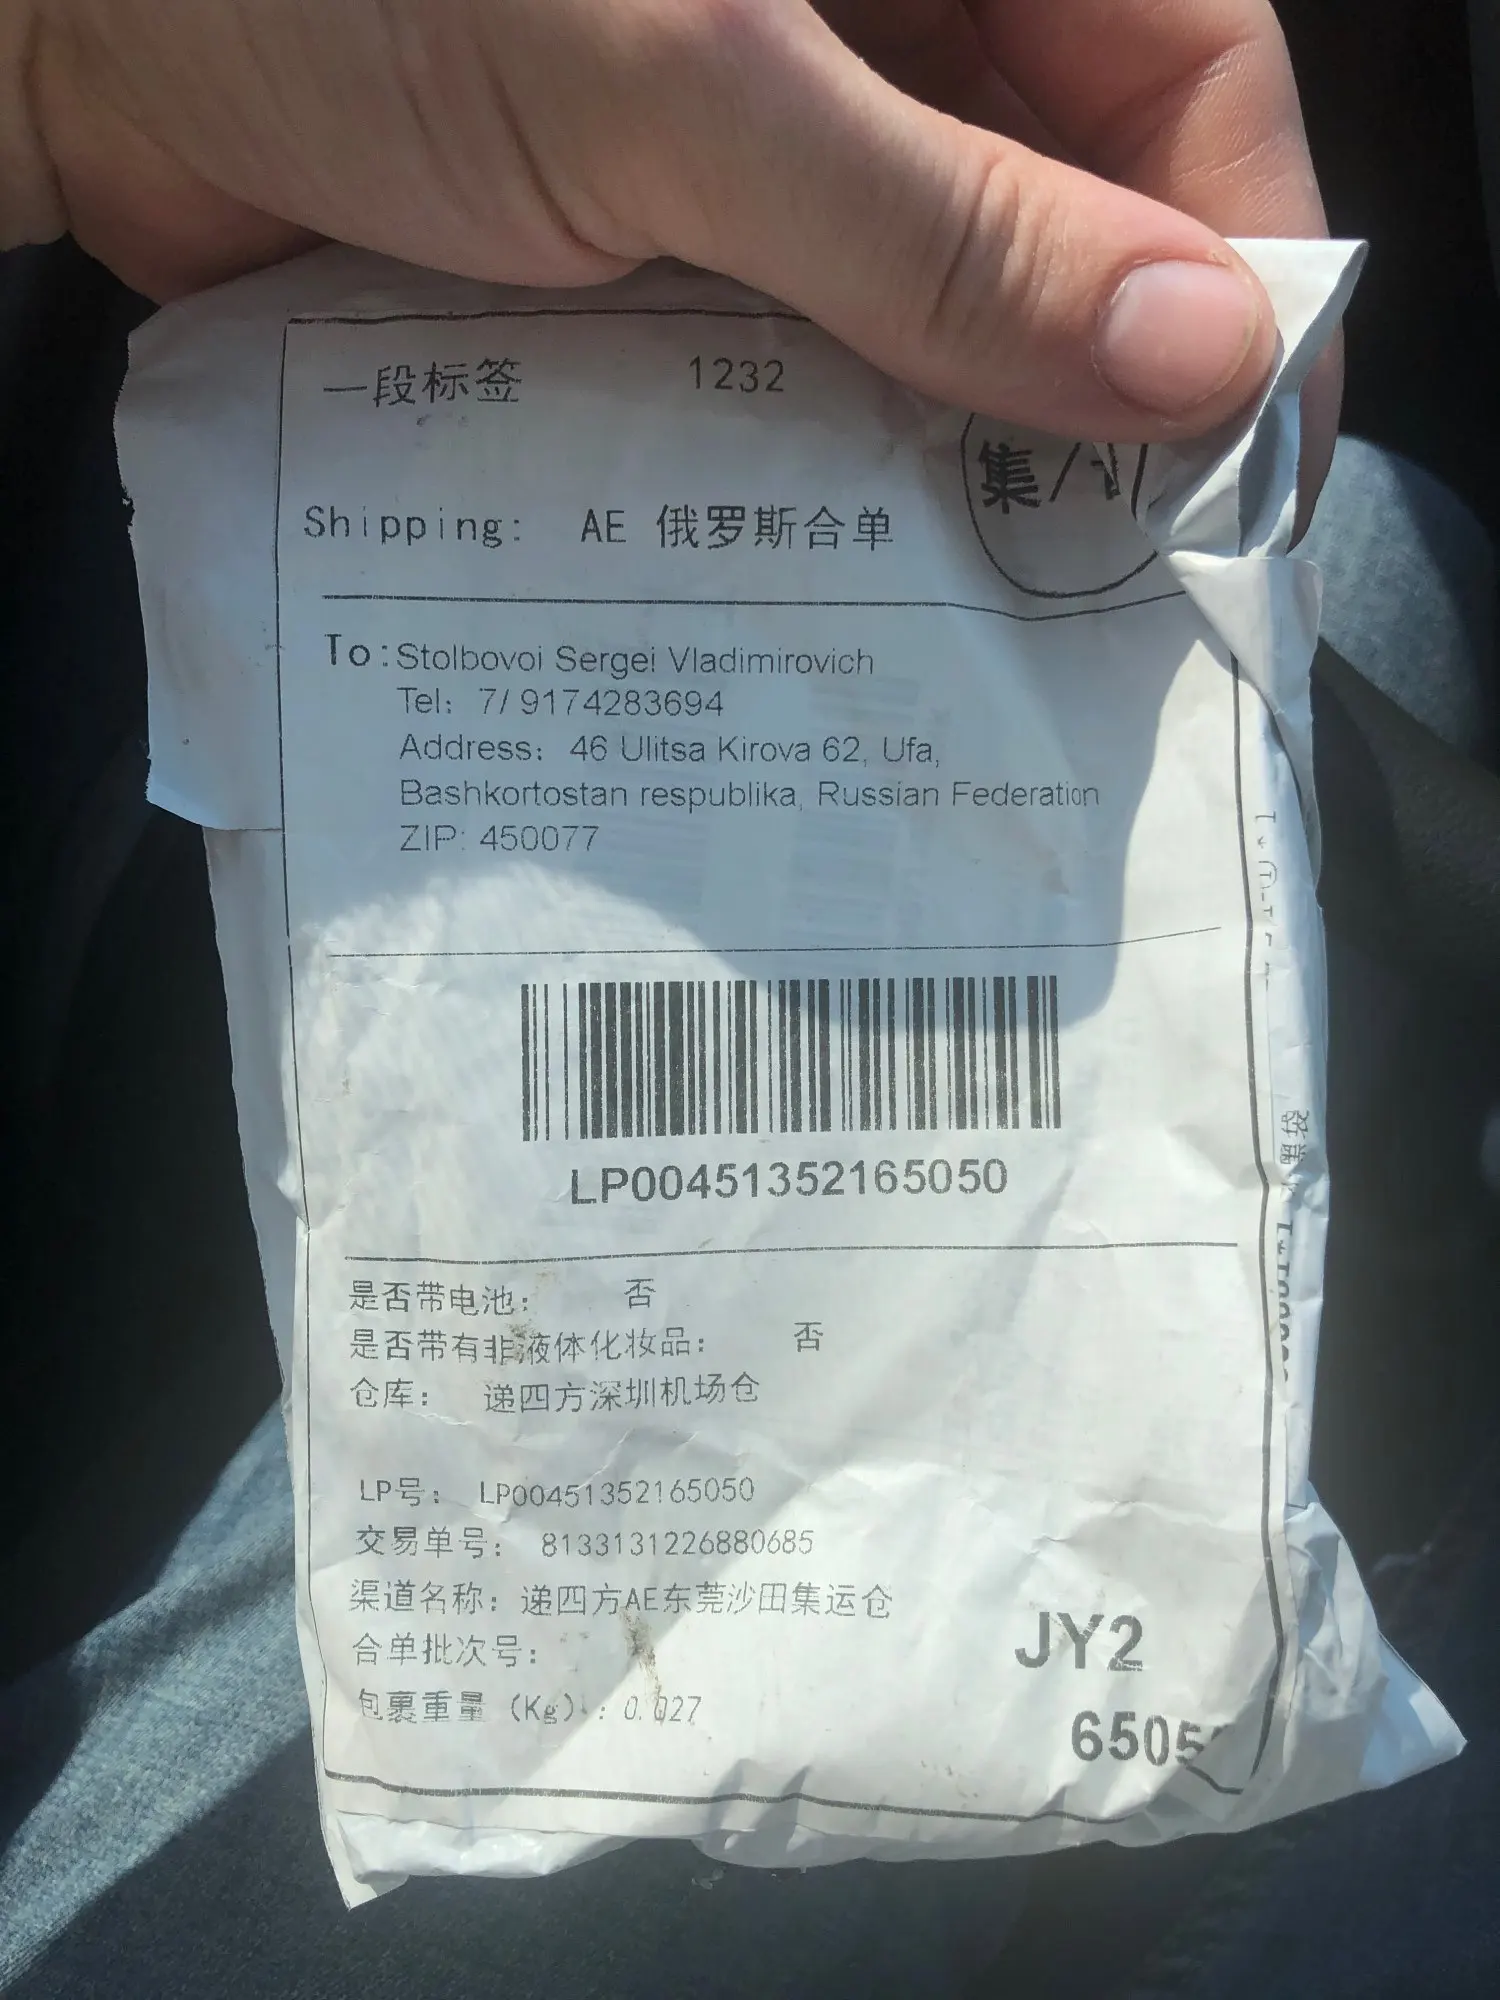 一段标签 1232
集/
Shipping: AE 俄罗斯合单
To: Stolbovoi Sergei Vladimirovich
Tel: 7/ 9174283694
Address: 46 Ulitsa Kirova 62, Ufa,
Bashkortostan respublika, Russian Federation
ZIP: 450077
LP00451352165050
是否带电池: 否
是否带有非液体化妆品: 否
仓库: 递四方深圳机场仓
LP号: LP00451352165050
交易单号: 8133131226880685
渠道名称: 递四方AE东莞沙田集运仓
合单批次号:
包裹重量 (Kg): 0.027
JY2
6505